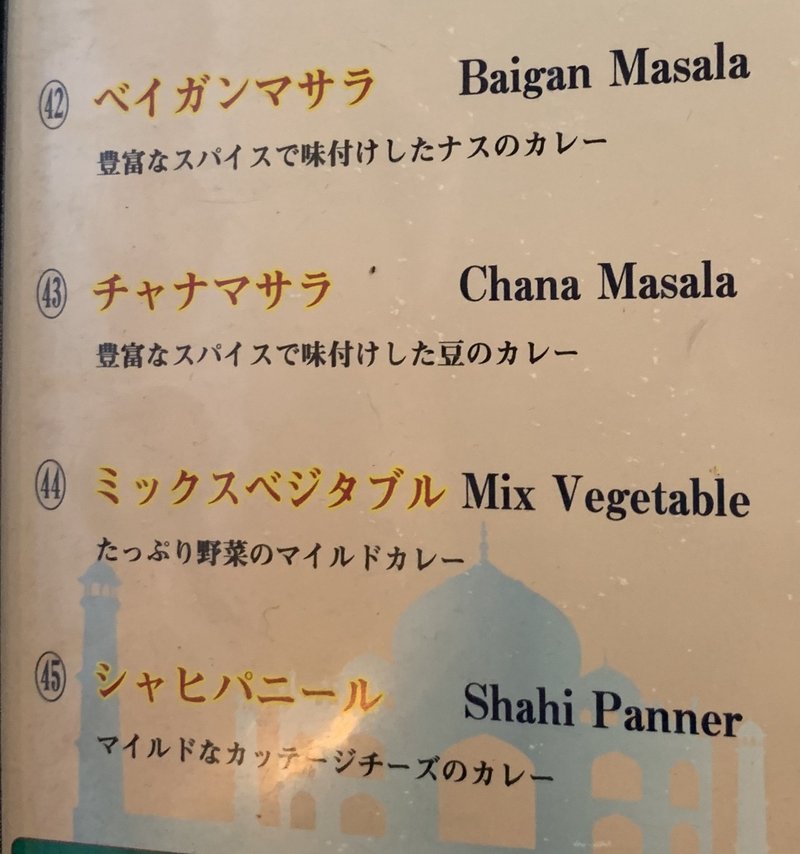 ㊷ ベイガンマサラ Baigan Masala
豊富なスパイスで味付けしたナスのカレー
㊸ チャナマサラ Chana Masala
豊富なスパイスで味付けした豆のカレー
㊹ ミックスベジタブル Mix Vegetable
たっぷり野菜のマイルドカレー
㊺ シャヒパニール Shahi Panner
マイルドなカッテージチーズのカレー